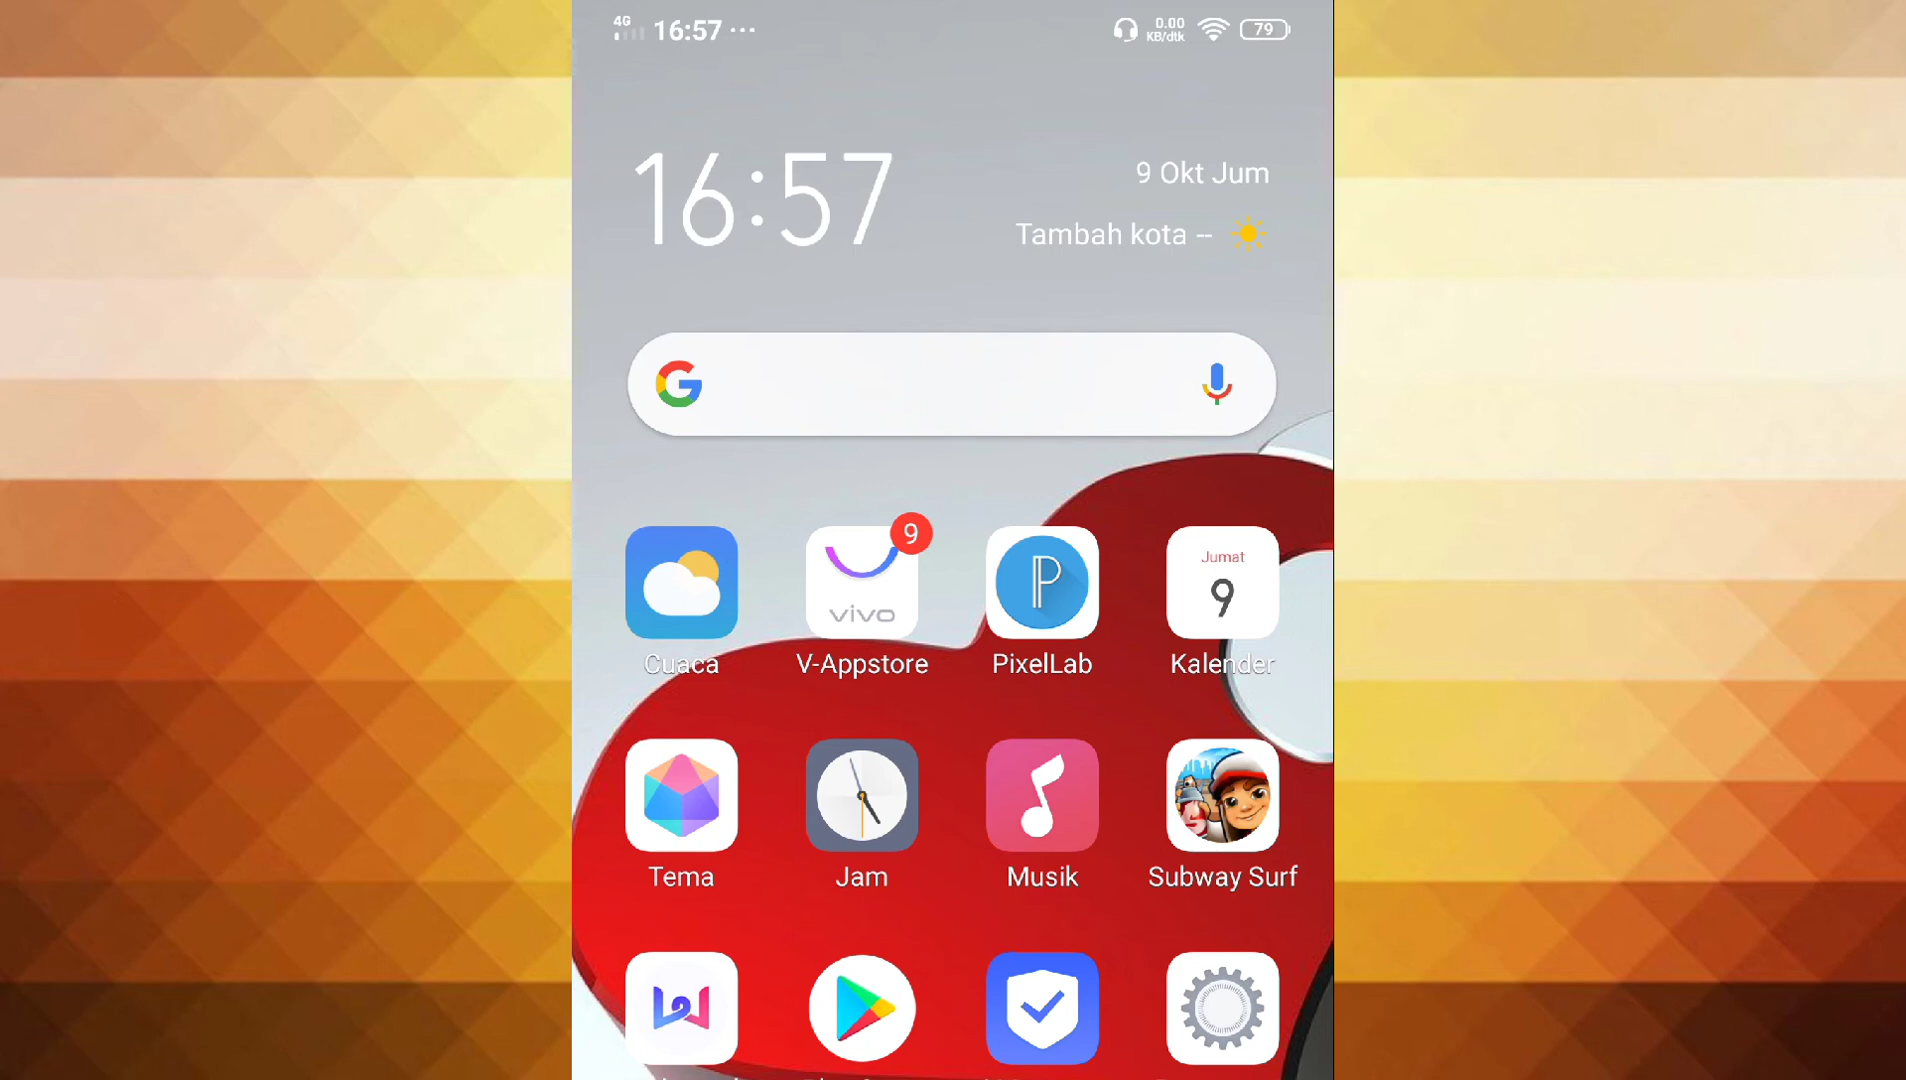 4G 16:57 ... 0.00 KB/dtk 79
16:57
9 Okt Jum
Tambah kota --
9
Jumat
9
vivo
Cuaca V-Appstore PixelLab Kalender
Tema Jam Musik Subway Surf